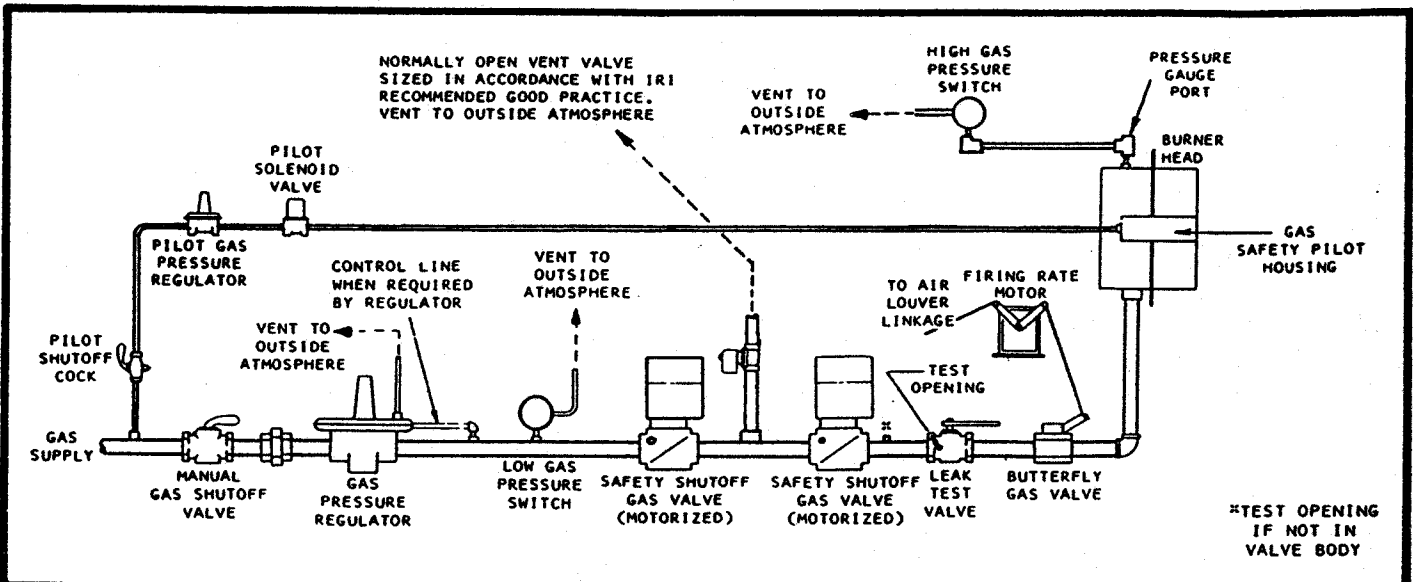 NORMALLY OPEN VENT VALVE
SIZED IN ACCORDANCE WITH IRI
RECOMMENDED GOOD PRACTICE.
VENT TO OUTSIDE ATMOSPHERE
HIGH GAS
PRESSURE
SWITCH
PRESSURE
GAUGE
PORT
VENT TO
OUTSIDE
ATMOSPHERE
BURNER
HEAD
PILOT
SOLENOID
VALVE
PILOT GAS
PRESSURE
REGULATOR
GAS
SAFETY PILOT
HOUSING
CONTROL LINE
WHEN REQUIRED
BY REGULATOR
VENT TO
OUTSIDE
ATMOSPHERE
TO AIR
LOUVER
LINKAGE
FIRING RATE
MOTOR
PILOT
SHUTOFF
COCK
VENT TO
OUTSIDE
ATMOSPHERE
TEST
OPENING
*
GAS
SUPPLY
MANUAL
GAS SHUTOFF
VALVE
GAS
PRESSURE
REGULATOR
LOW GAS
PRESSURE
SWITCH
SAFETY SHUTOFF
GAS VALVE
(MOTORIZED)
SAFETY SHUTOFF
GAS VALVE
(MOTORIZED)
LEAK
TEST
VALVE
BUTTERFLY
GAS VALVE
*TEST OPENING
IF NOT IN
VALVE BODY